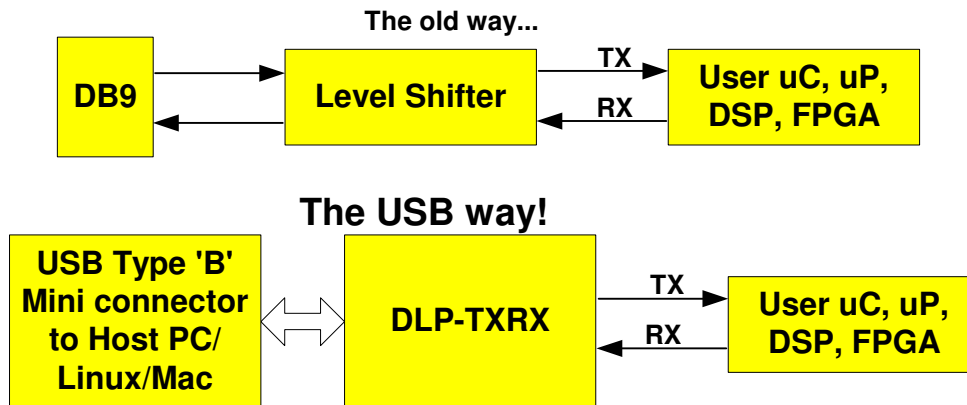 The old way...
DB9
Level Shifter
TX
RX
User uC, uP,
DSP, FPGA
The USB way!
USB Type 'B'
Mini connector
to Host PC/
Linux/Mac
DLP-TXRX
TX
RX
User uC, uP,
DSP, FPGA